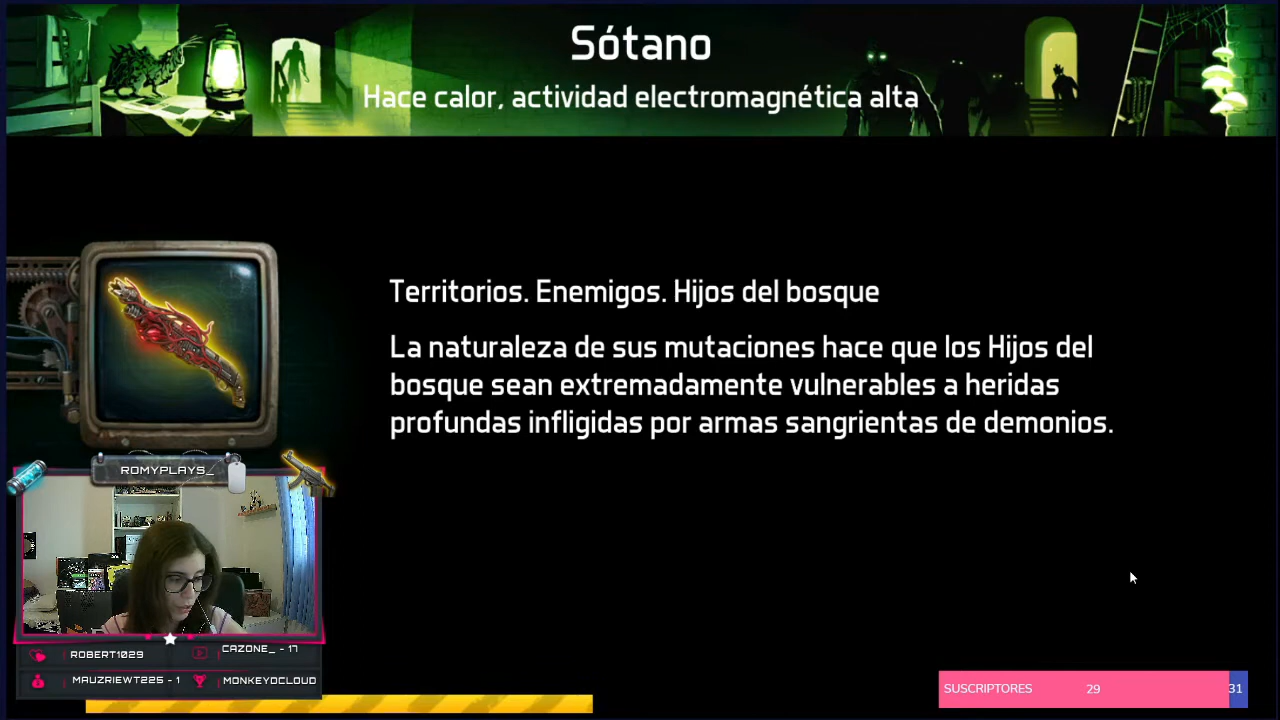 Sótano
Hace calor, actividad electromagnética alta
Territorios. Enemigos. Hijos del bosque
La naturaleza de sus mutaciones hace que los Hijos del
bosque sean extremadamente vulnerables a heridas
profundas infligidas por armas sangrientas de demonios.
ROMYPLAYS_
ROBERT1029
CAZONE_ - 17
MAUZRIEWT225 - 1
MONKEYDCLOUD
SUSCRIPTORES 29 31